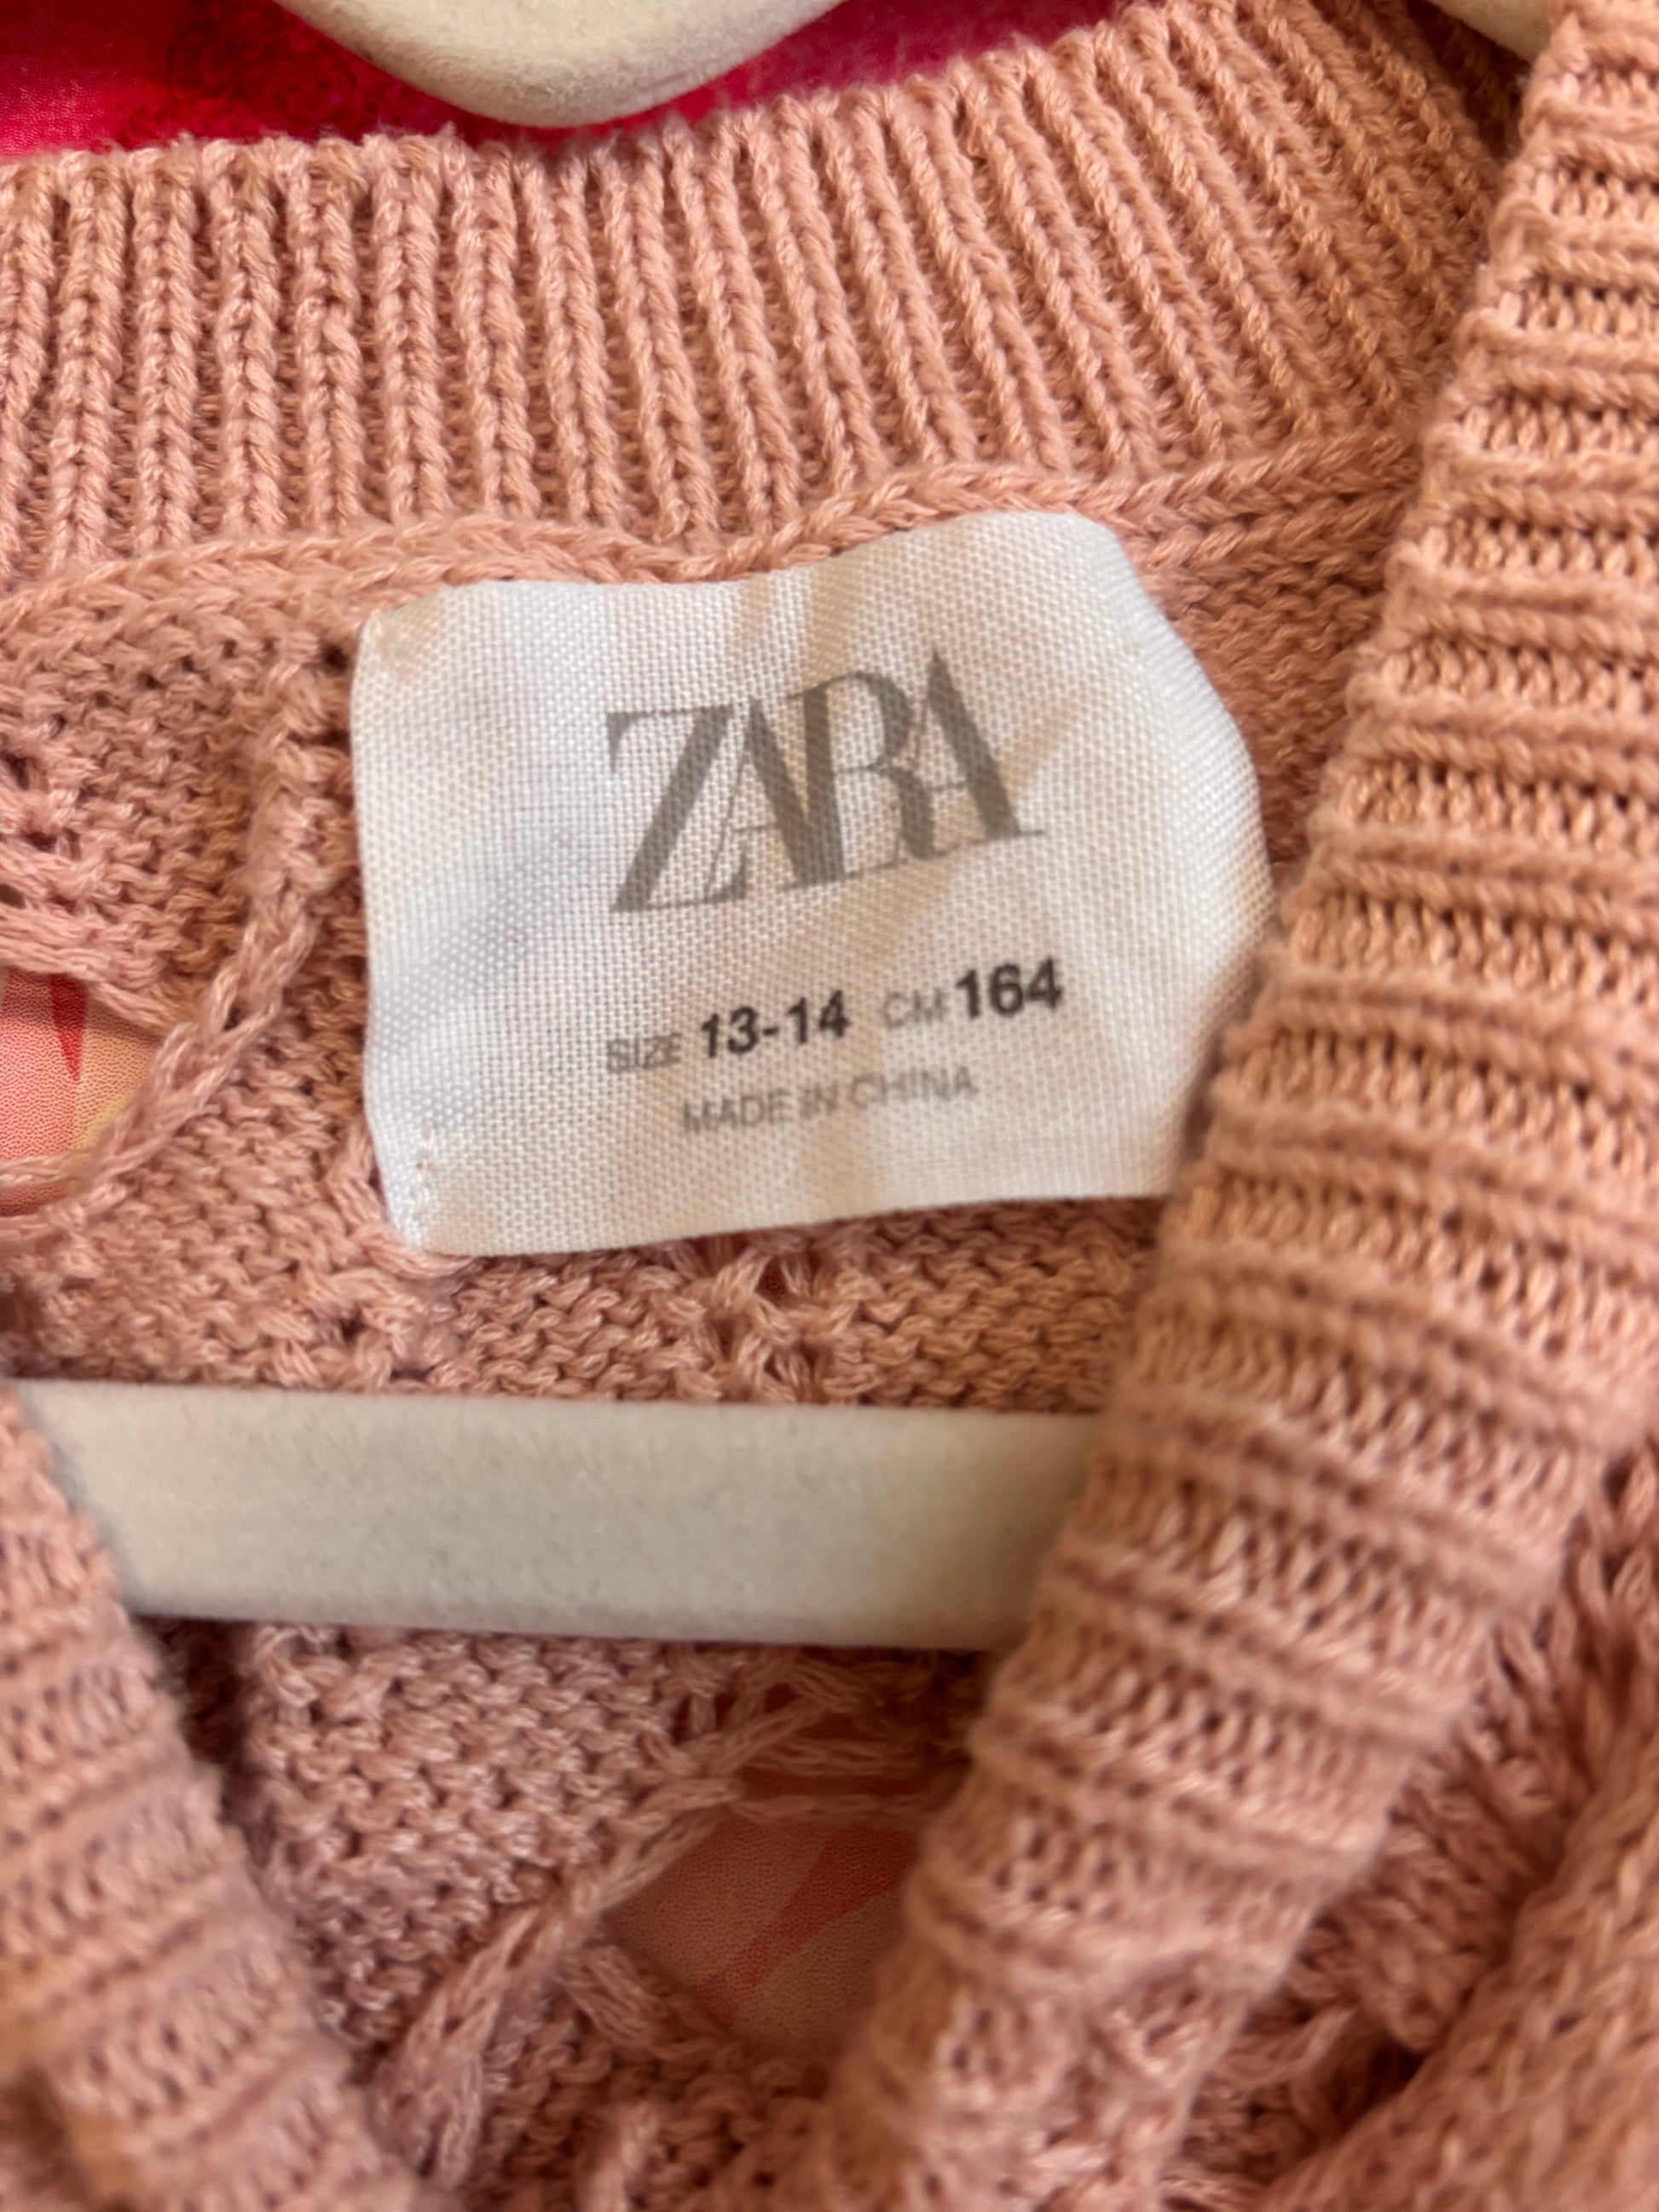 ZARA
SIZE 13-14 CM 164
MADE IN CHINA